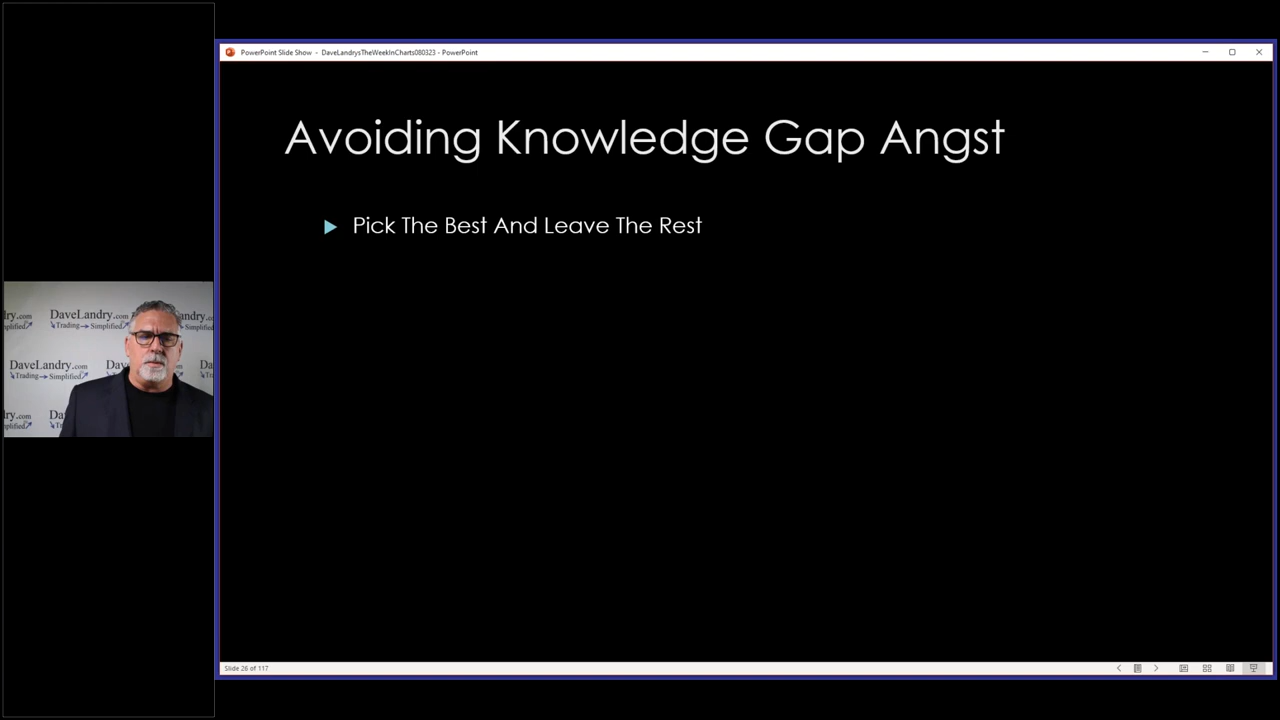 PowerPoint Slide Show - DaveLandrysTheWeekInCharts080323 - PowerPoint
Avoiding Knowledge Gap Angst
Pick The Best And Leave The Rest
DaveLandry.com
Trading Simplified
DaveLandry.com
Trading Simplified
Slide 26 of 117